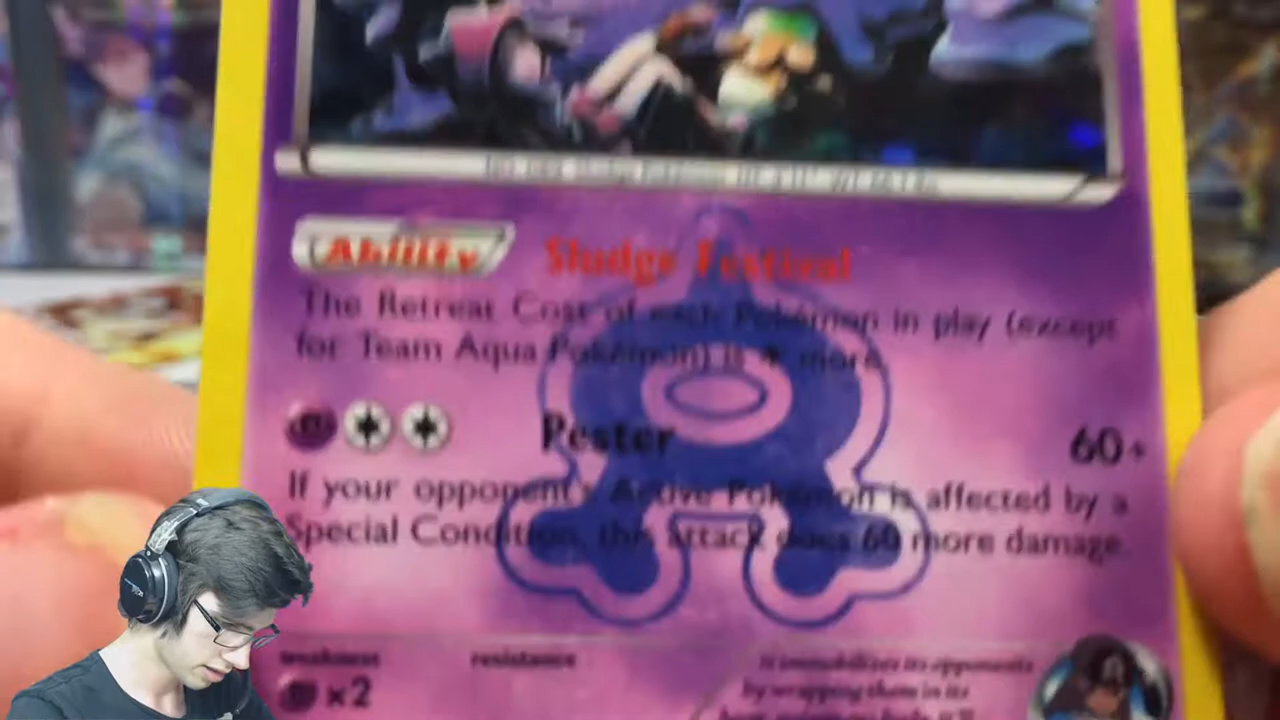 Ability Sludge Festival
The Retreat Cost of each Pokémon in play (except
for Team Aqua Pokémon) is more.
Pester 60+
If your opponent's Active Pokémon is affected by a
Special Condition, this attack does 60 more damage.
weakness resistance
×2
It immobilizes its opponents
by wrapping them in its